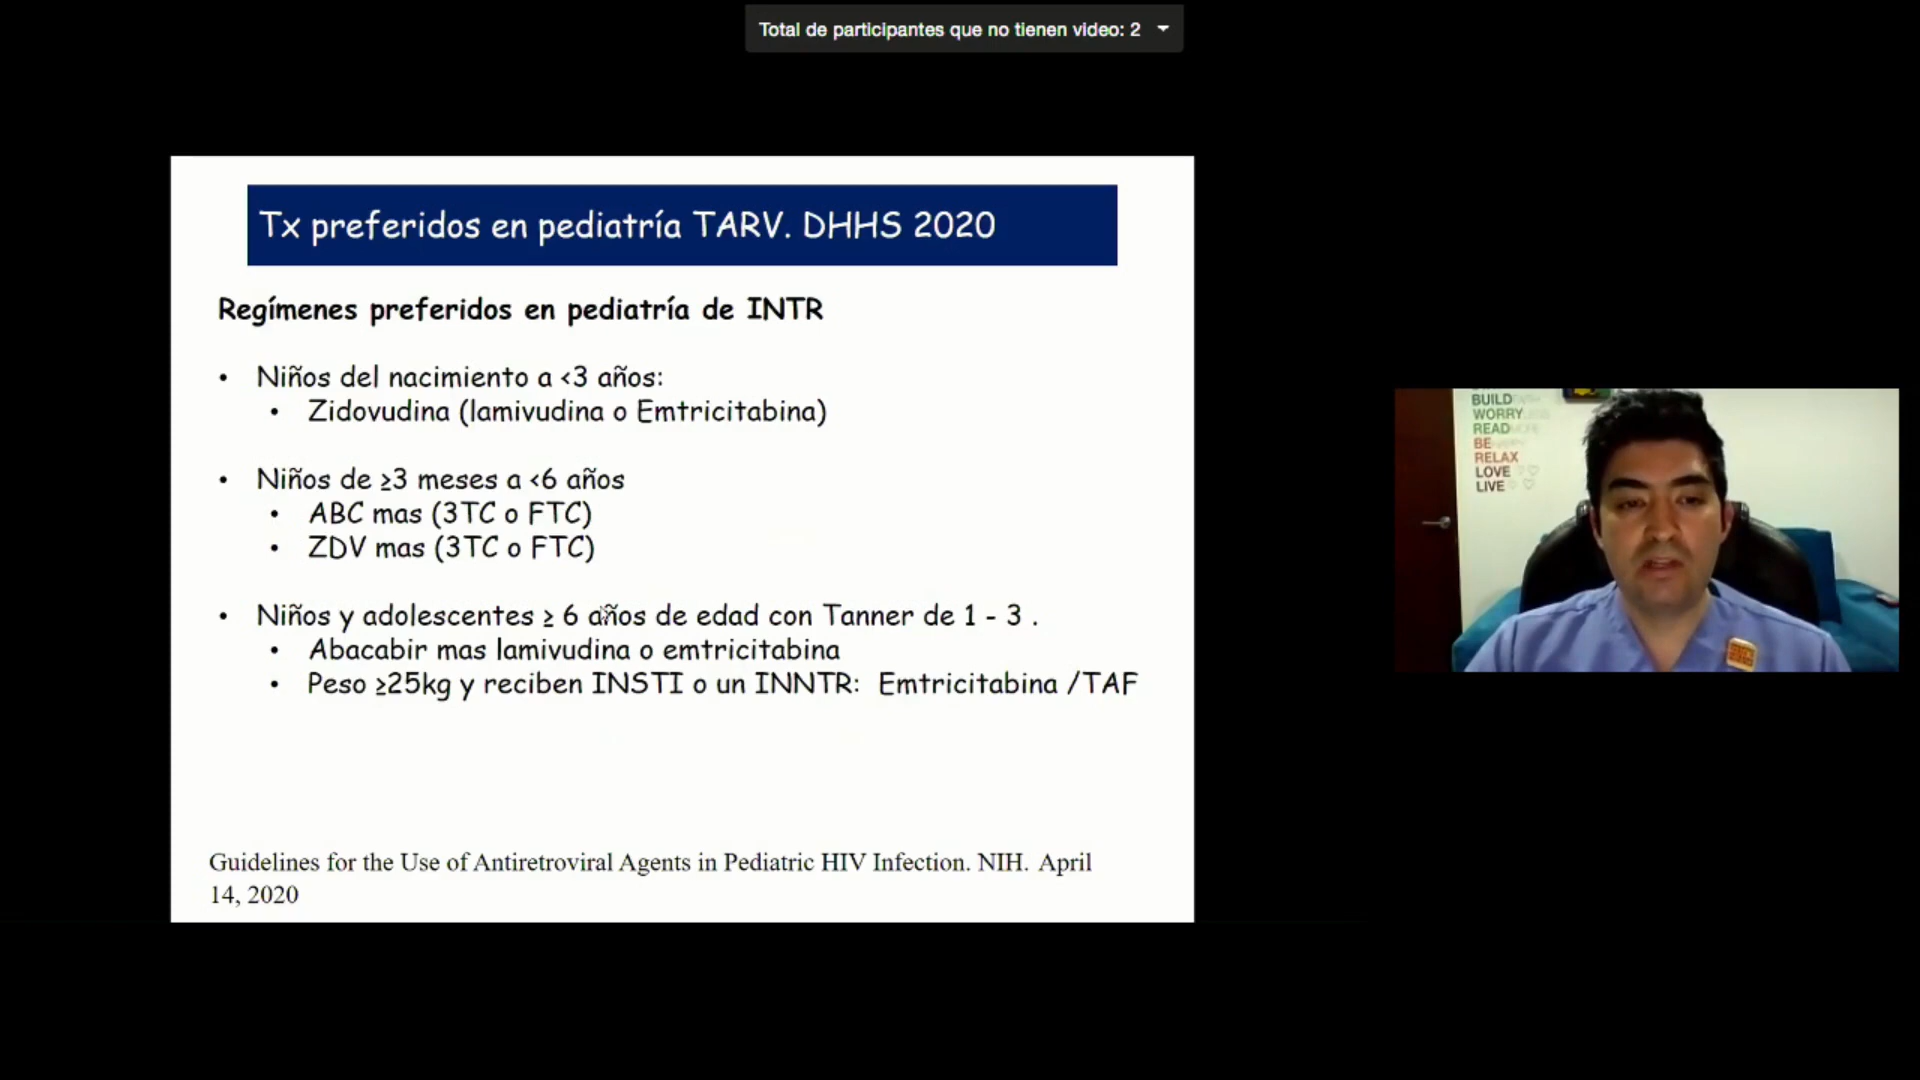 Total de participantes que no tienen video: 2
Tx preferidos en pediatría TARV. DHHS 2020
Regímenes preferidos en pediatría de INTR
• Niños del nacimiento a <3 años:
• Zidovudina (lamivudina o Emtricitabina)
• Niños de ≥3 meses a <6 años
• ABC mas (3TC o FTC)
• ZDV mas (3TC o FTC)
• Niños y adolescentes ≥ 6 años de edad con Tanner de 1 - 3 .
• Abacabir mas lamivudina o emtricitabina
• Peso ≥25kg y reciben INSTI o un INNTR: Emtricitabina /TAF
Guidelines for the Use of Antiretroviral Agents in Pediatric HIV Infection. NIH. April
14, 2020
BUILD
WORRY
READ
BE
RELAX
LOVE
LIVE